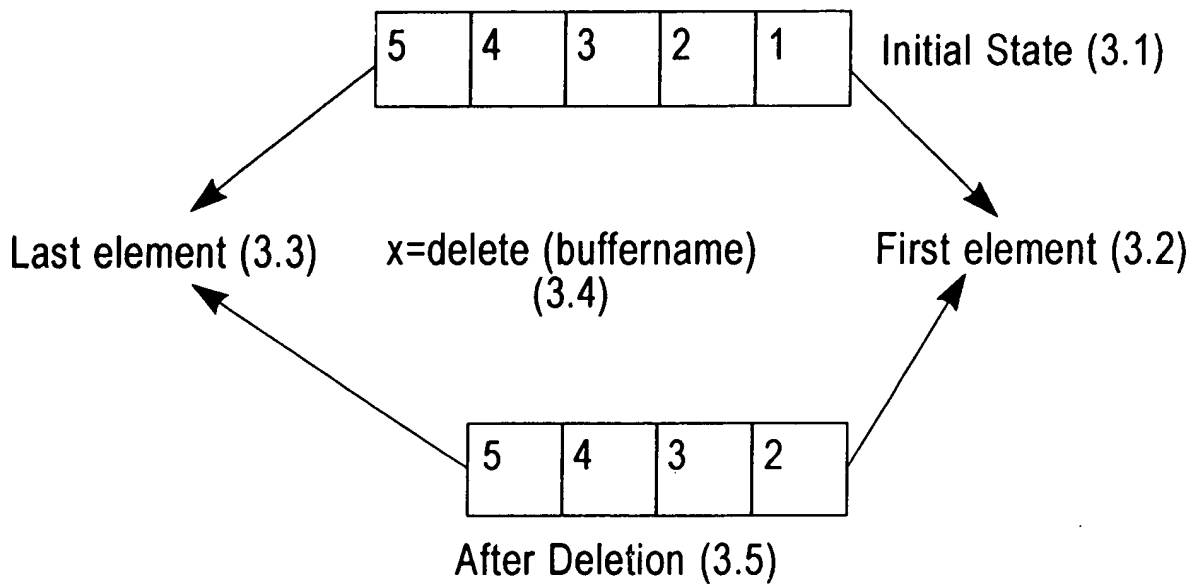 5 4 3 2 1 Initial State (3.1)
Last element (3.3) x=delete (buffername) First element (3.2)
(3.4)
5 4 3 2
After Deletion (3.5)